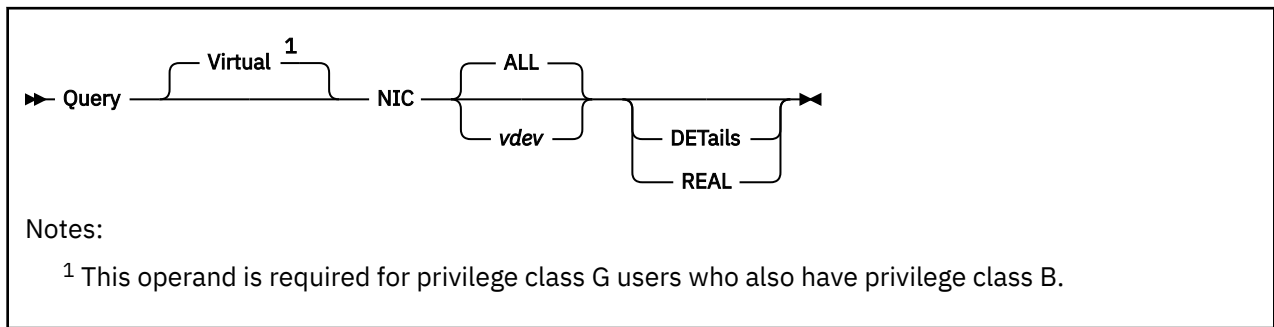 Virtual 1
ALL
Query NIC
vdev
DETails
REAL
Notes:
1 This operand is required for privilege class G users who also have privilege class B.